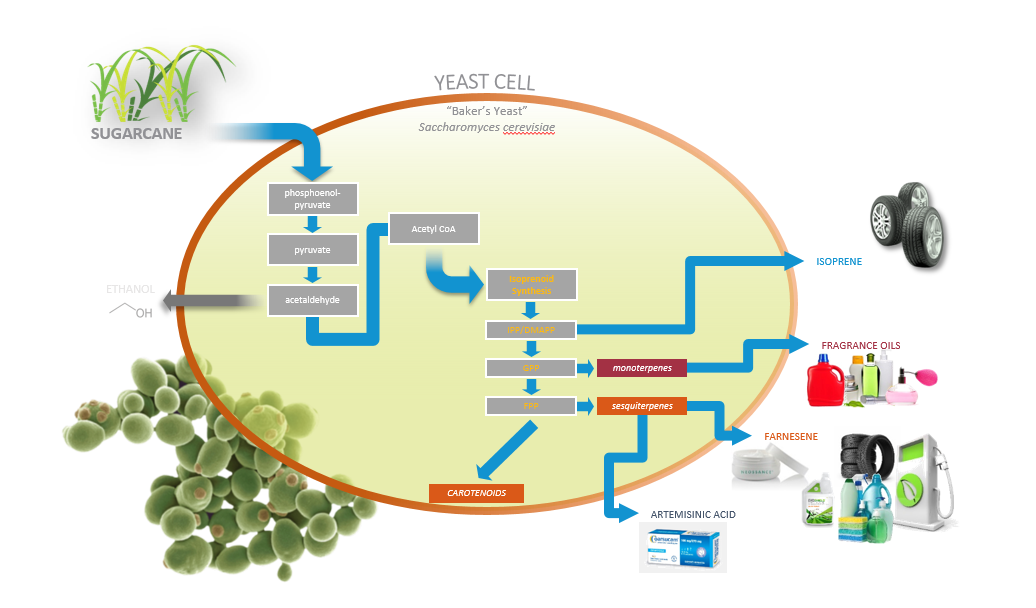 YEAST CELL
"Baker's Yeast"
Saccharomyces cerevisiae
SUGARCANE
phosphoenol-
pyruvate
pyruvate
acetaldehyde
ETHANOL
OH
Acetyl CoA
Isoprenoid
Synthesis
IPP/DMAPP
GPP
FPP
monoterpenes
sesquiterpenes
CAROTENOIDS
ISOPRENE
FRAGRANCE OILS
FARNESENE
ARTEMISINIC ACID